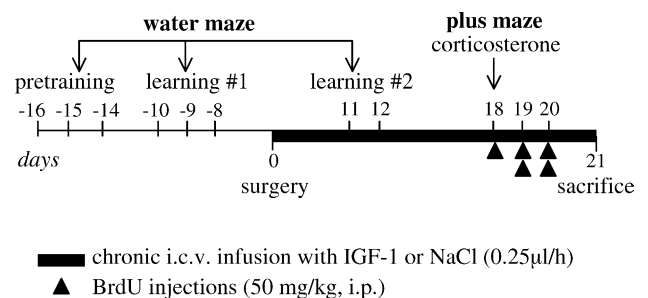 water maze
plus maze
corticosterone
pretraining learning #1 learning #2
-16 -15 -14 -10 -9 -8 11 12 18 19 20
days 0 21
surgery sacrifice
chronic i.c.v. infusion with IGF-1 or NaCl (0.25µl/h)
BrdU injections (50 mg/kg, i.p.)